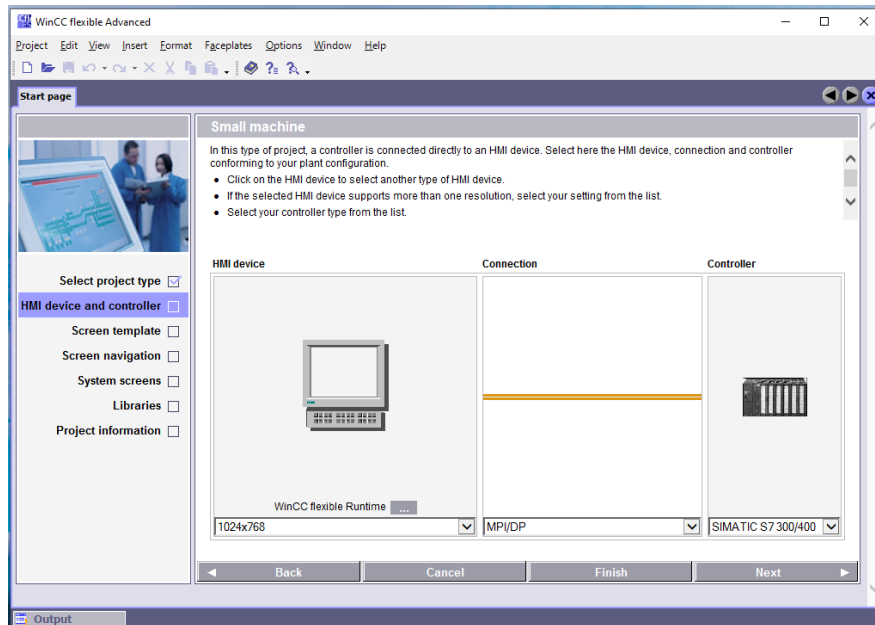 WinCC flexible Advanced
Project Edit View Insert Format Faceplates Options Window Help
Start page
Small machine
In this type of project, a controller is connected directly to an HMI device. Select here the HMI device, connection and controller
conforming to your plant configuration.
• Click on the HMI device to select another type of HMI device.
• If the selected HMI device supports more than one resolution, select your setting from the list.
• Select your controller type from the list.
Select project type
HMI device and controller
Screen template
Screen navigation
System screens
Libraries
Project information
HMI device Connection Controller
WinCC flexible Runtime ...
1024x768 MPI/DP SIMATIC S7 300/400
Back Cancel Finish Next
Output